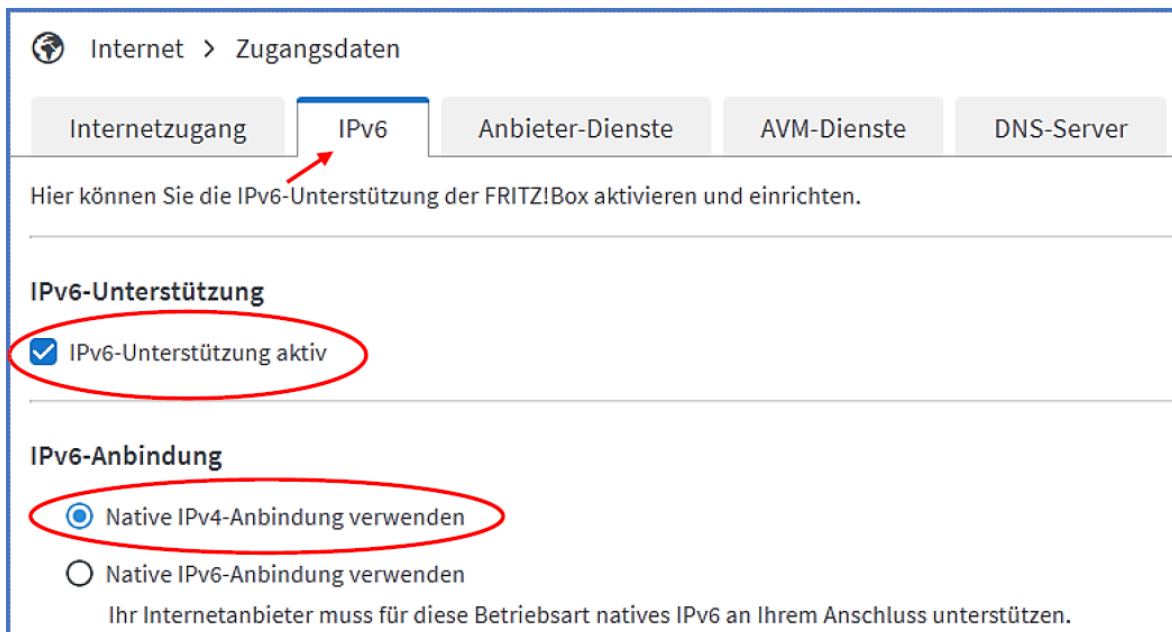 Internet > Zugangsdaten
Internetzugang IPv6 Anbieter-Dienste AVM-Dienste DNS-Server
Hier können Sie die IPv6-Unterstützung der FRITZ!Box aktivieren und einrichten.
IPv6-Unterstützung
IPv6-Unterstützung aktiv
IPv6-Anbindung
Native IPv4-Anbindung verwenden
Native IPv6-Anbindung verwenden
Ihr Internetanbieter muss für diese Betriebsart natives IPv6 an Ihrem Anschluss unterstützen.